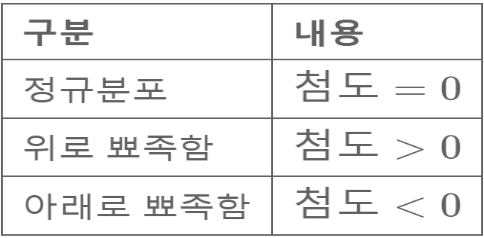 구분 내용
정규분포 첨도 = 0
위로 뾰족함 첨도 > 0
아래로 뾰족함 첨도 < 0